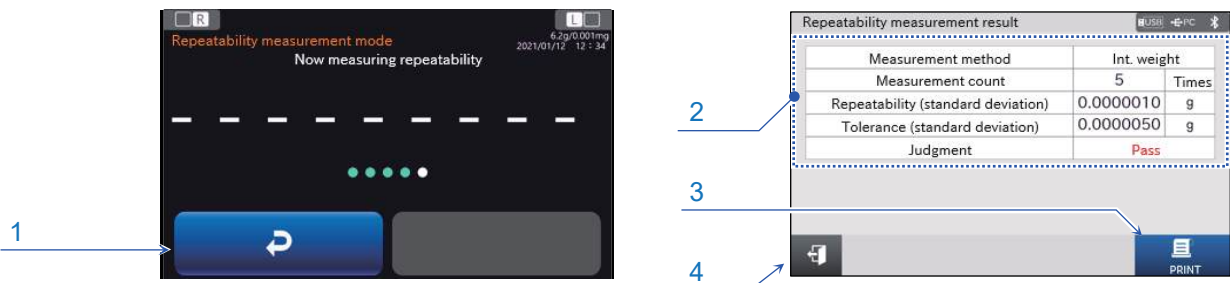 R
L
Repeatability measurement mode
6.2g/0.001mg
2021/01/12 12:34
Now measuring repeatability
1
Repeatability measurement result
USB PC
2
Measurement method Int. weight
Measurement count 5 Times
Repeatability (standard deviation) 0.0000010 g
Tolerance (standard deviation) 0.0000050 g
Judgment Pass
3
4
PRINT